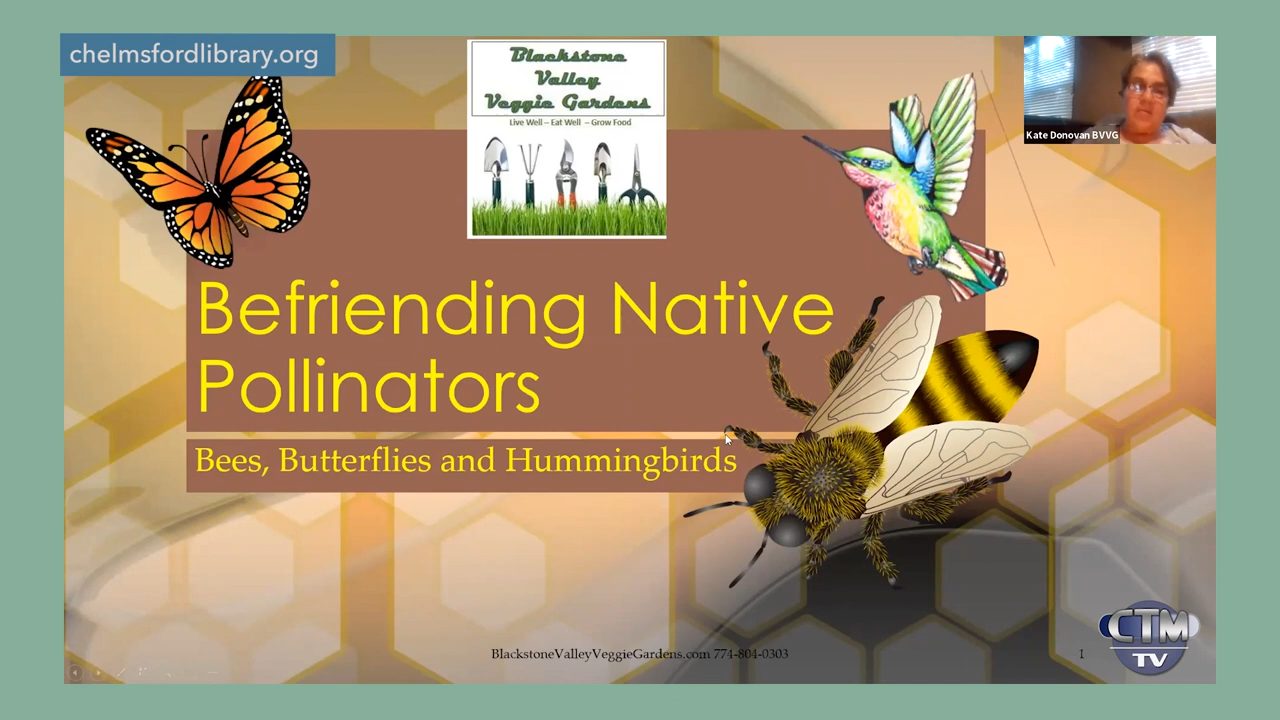 chelmsfordlibrary.org
Blackstone
Valley
Veggie Gardens
Live Well – Eat Well – Grow Food
Kate Donovan BVVG
Befriending Native
Pollinators
Bees, Butterflies and Hummingbirds
BlackstoneValleyVeggieGardens.com 774-804-0303
1
CTM
TV